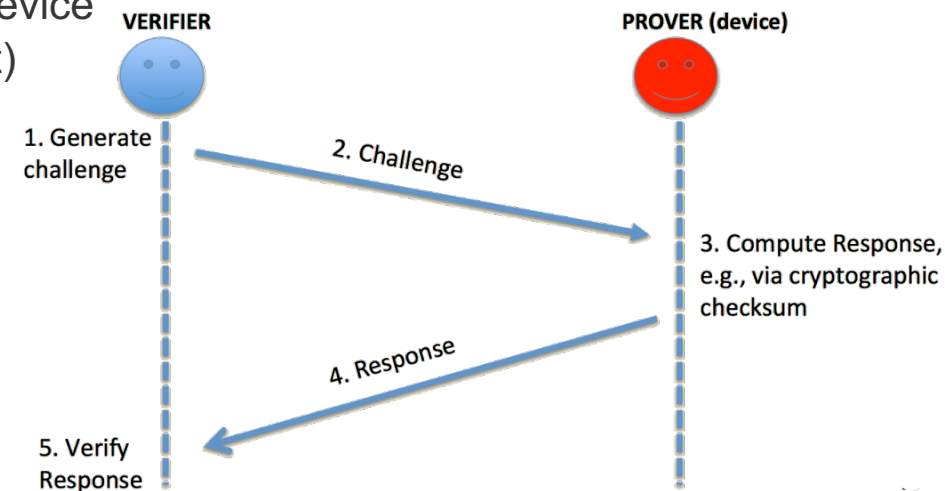 evice
t)
VERIFIER
PROVER (device)
1. Generate
challenge
2. Challenge
3. Compute Response,
e.g., via cryptographic
checksum
4. Response
5. Verify
Response